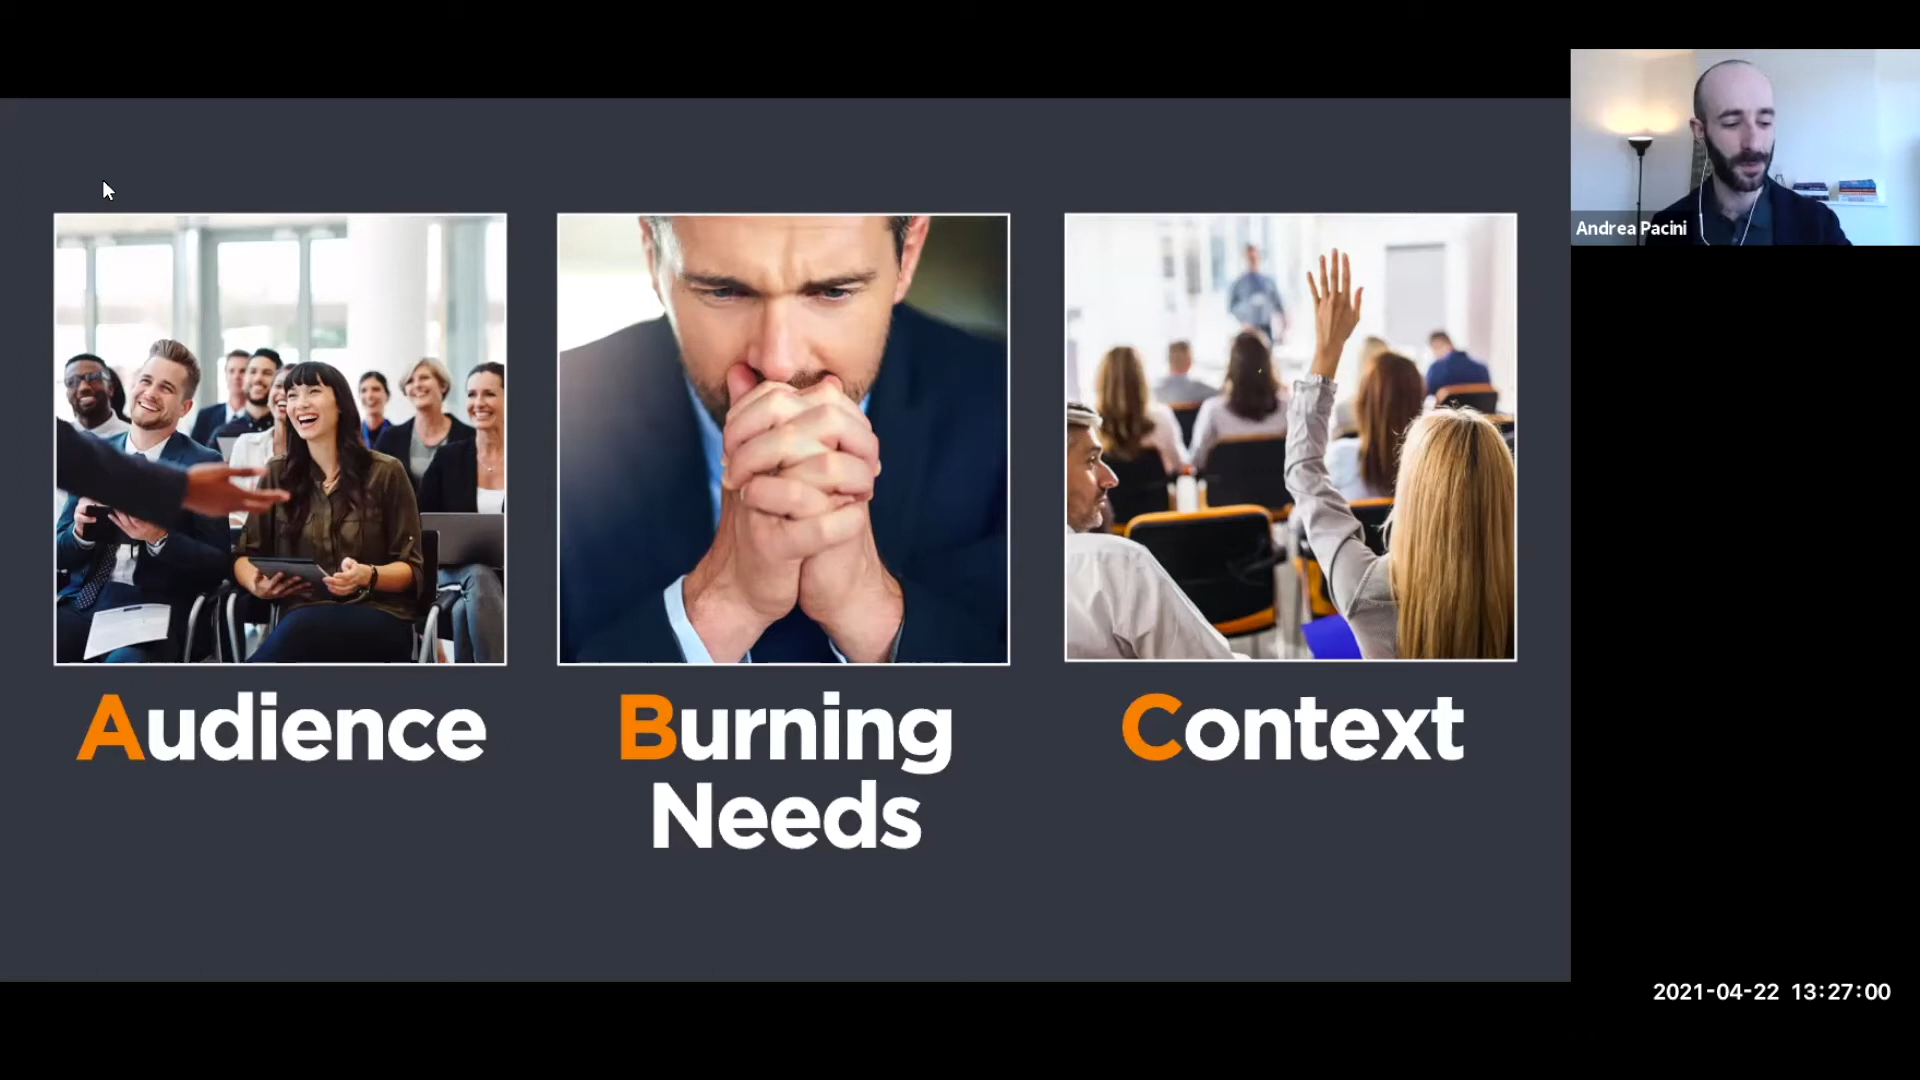 Andrea Pacini
Audience
Burning
Needs
Context
2021-04-22 13:27:00